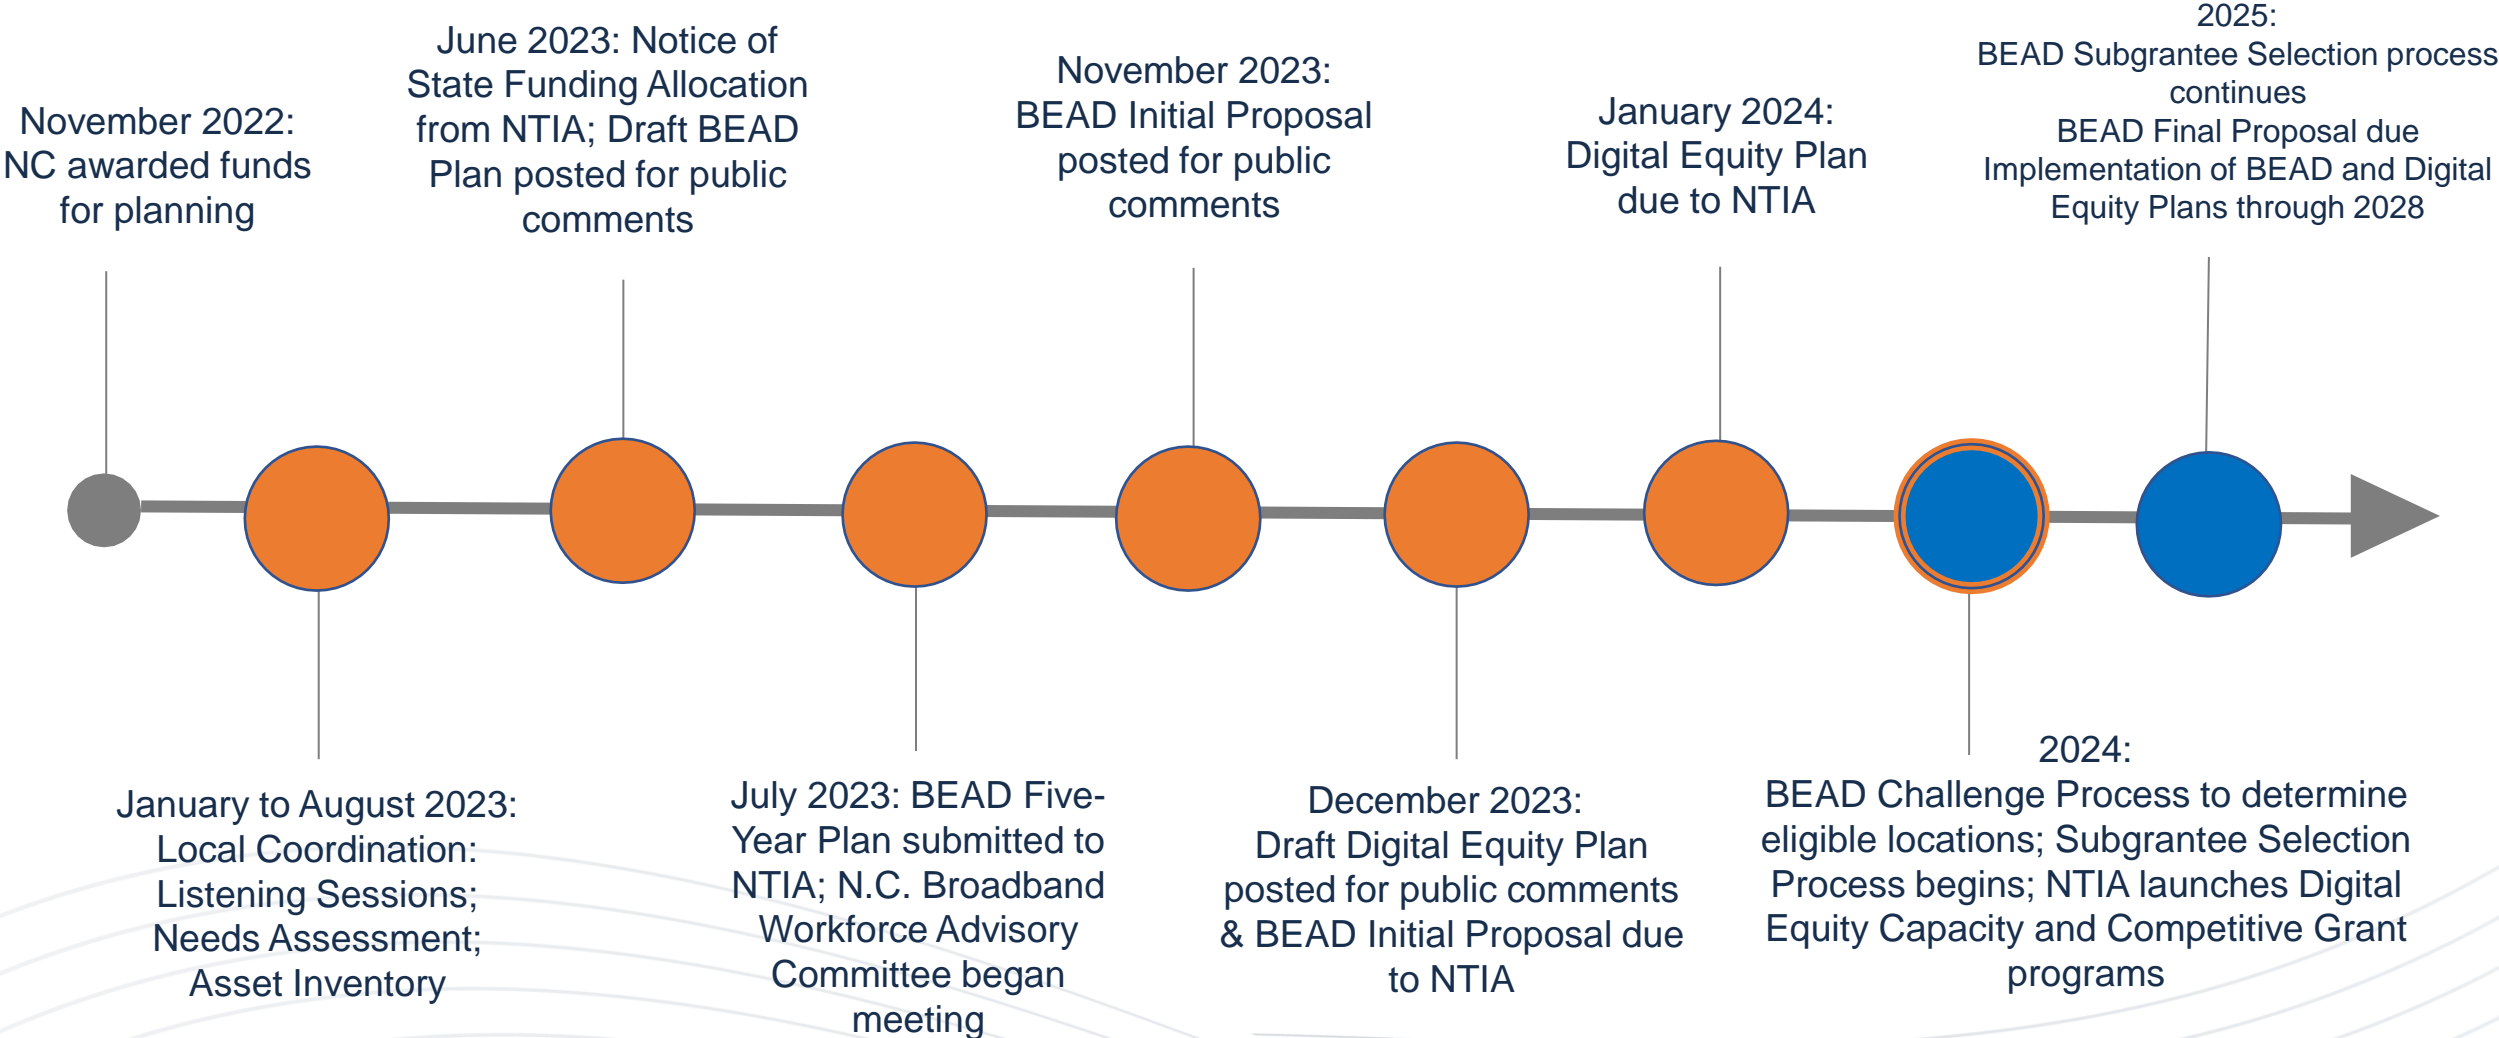 November 2022:
NC awarded funds
for planning
January to August 2023:
Local Coordination:
Listening Sessions;
Needs Assessment;
Asset Inventory
June 2023: Notice of
State Funding Allocation
from NTIA; Draft BEAD
Plan posted for public
comments
July 2023: BEAD Five-
Year Plan submitted to
NTIA; N.C. Broadband
Workforce Advisory
Committee began
meeting
November 2023:
BEAD Initial Proposal
posted for public
comments
December 2023:
Draft Digital Equity Plan
posted for public comments
& BEAD Initial Proposal due
to NTIA
January 2024:
Digital Equity Plan
due to NTIA
2024:
BEAD Challenge Process to determine
eligible locations; Subgrantee Selection
Process begins; NTIA launches Digital
Equity Capacity and Competitive Grant
programs
2025:
BEAD Subgrantee Selection process
continues
BEAD Final Proposal due
Implementation of BEAD and Digital
Equity Plans through 2028